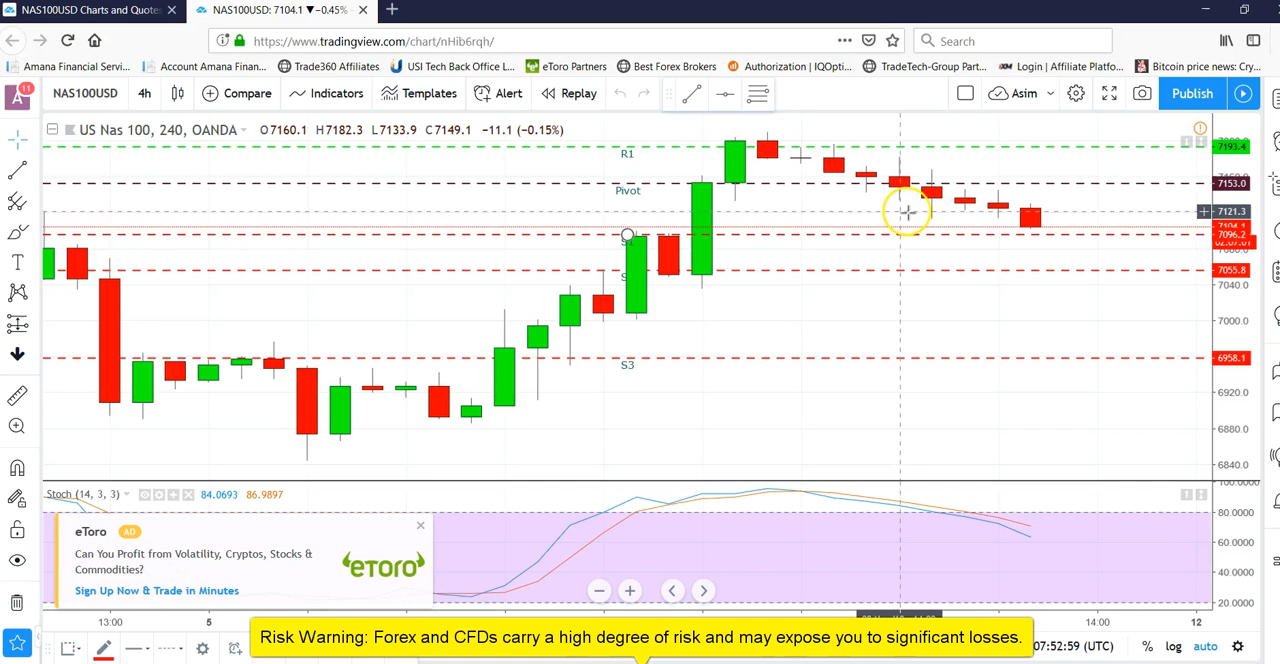 NAS100USD Charts and Quotes
NAS100USD: 7104.1 ▼−0.45%
https://www.tradingview.com/chart/nHib6rqh/
Search
Amana Financial Servic...
Account Amana Finan...
Trade360 Affiliates
USI Tech Back Office L...
eToro Partners
Best Forex Brokers
Authorization | IQOpti...
TradeTech-Group Part...
Login | Affiliate Platfo...
Bitcoin price news: Cry...
A
11
NAS100USD
4h
Compare
Indicators
Templates
Alert
Replay
Asim
Publish
US Nas 100, 240, OANDA
O7160.1 H7182.3 L7133.9 C7149.1 −11.1 (−0.15%)
R1
7193.4
7153.0
Pivot
7121.3
7096.2
7055.8
7040.0
7000.0
S3
6958.1
6920.0
6880.0
6840.0
Stoch (14, 3, 3)
84.0693 86.9897
80.0000
60.0000
40.0000
20.0000
eToro AD
Can You Profit from Volatility, Cryptos, Stocks &
Commodities?
Sign Up Now & Trade in Minutes
eToro
13:00
5
14:00
12
Risk Warning: Forex and CFDs carry a high degree of risk and may expose you to significant losses.
07:52:59 (UTC)
%
log
auto